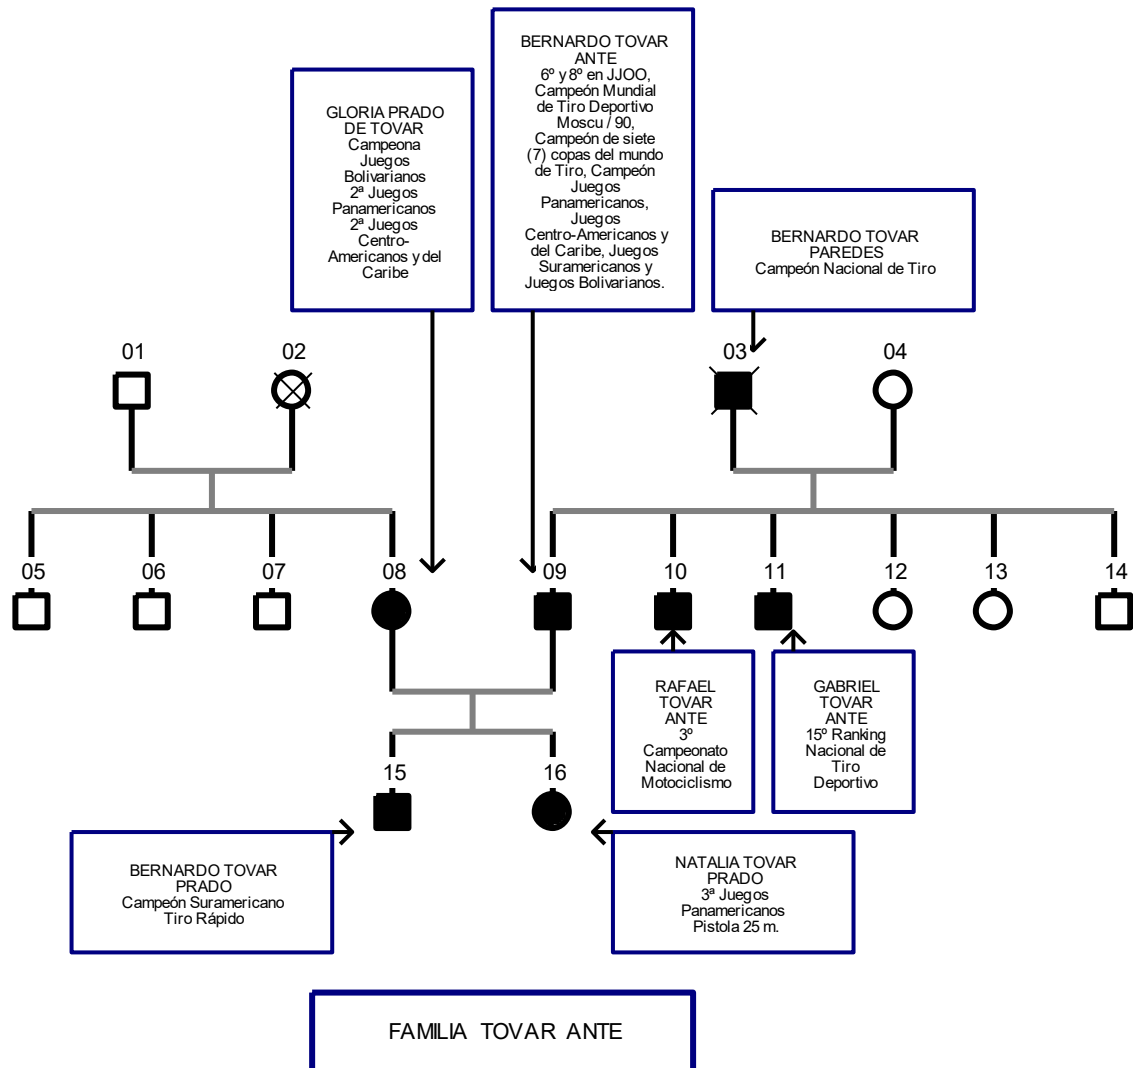 BERNARDO TOVAR
ANTE
6º y 8º en JJOO,
Campeón Mundial
de Tiro Deportivo
Moscu / 90,
Campeón de siete
(7) copas del mundo
de Tiro, Campeón
Juegos
Panamericanos,
Juegos
Centro-Americanos y
del Caribe, Juegos
Suramericanos y
Juegos Bolivarianos.
GLORIA PRADO
DE TOVAR
Campeona
Juegos
Bolivarianos
2ª Juegos
Panamericanos
2ª Juegos
Centro-
Americanos y del
Caribe
BERNARDO TOVAR
PAREDES
Campeón Nacional de Tiro
01
02
03
04
05
06
07
08
09
10
11
12
13
14
RAFAEL
TOVAR
ANTE
3º
Campeonato
Nacional de
Motociclismo
GABRIEL
TOVAR
ANTE
15º Ranking
Nacional de
Tiro
Deportivo
15
16
BERNARDO TOVAR
PRADO
Campeón Suramericano
Tiro Rápido
NATALIA TOVAR
PRADO
3ª Juegos
Panamericanos
Pistola 25 m.
FAMILIA TOVAR ANTE